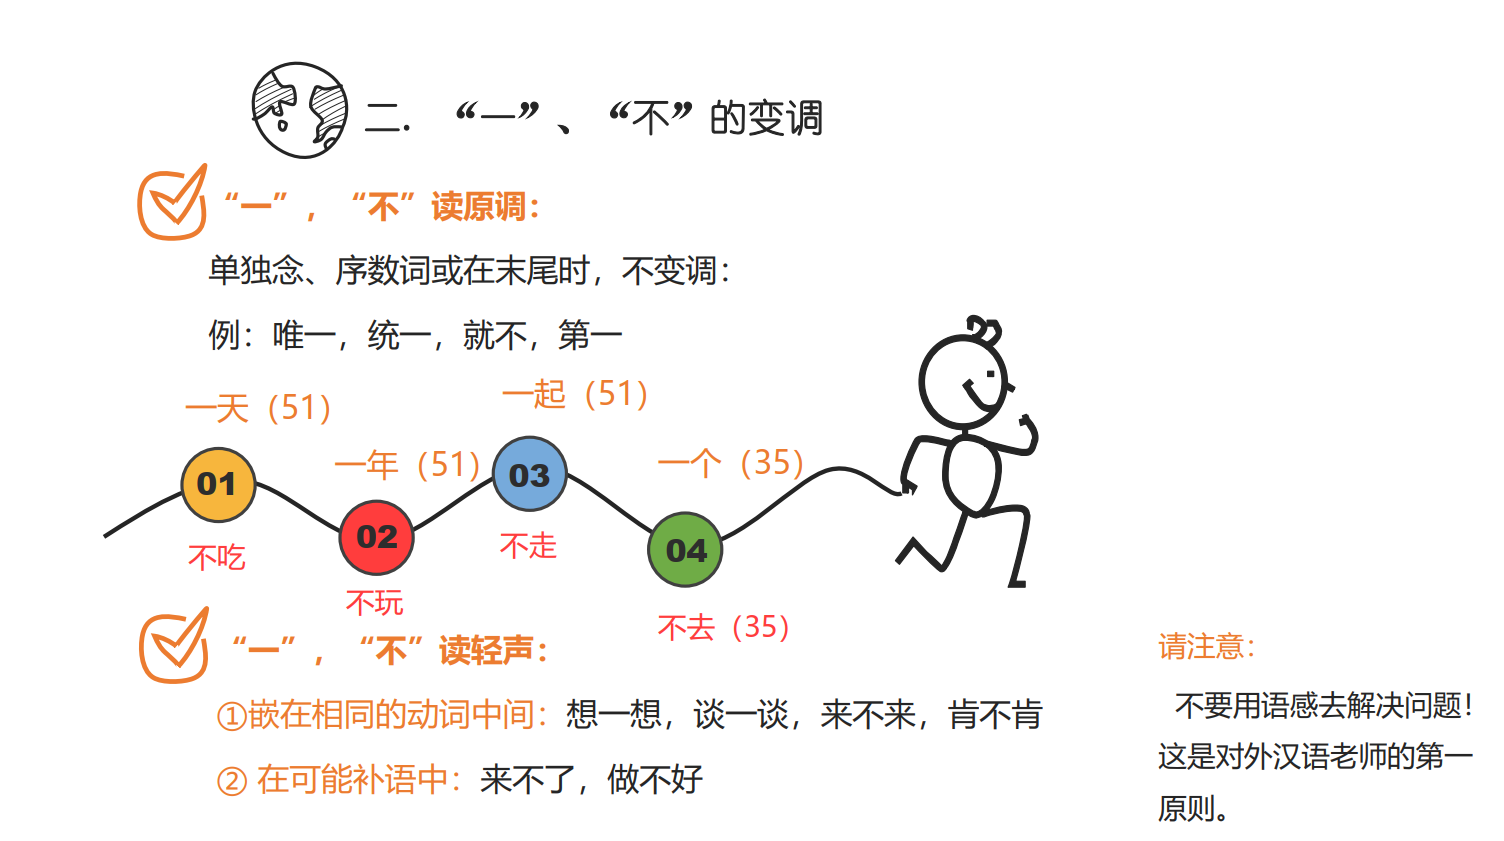 二. “一” 、 “不” 的变调
“一” ， “不” 读原调：
单独念、序数词或在末尾时，不变调：
例：唯一，统一，就不，第一
一天（51）
一起（51）
一年（51）
一个（35）
01
02
03
04
不吃
不玩
不走
不去（35）
“一” ， “不” 读轻声：
①嵌在相同的动词中间：想一想，谈一谈，来不来，肯不肯
② 在可能补语中：来不了，做不好
请注意：
不要用语感去解决问题！
这是对外汉语老师的第一
原则。